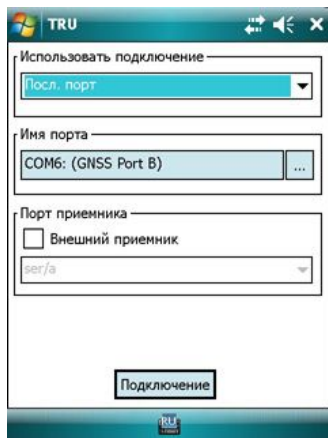 TRU
Использовать подключение
Посл. порт
Имя порта
COM6: (GNSS Port B)
...
Порт приемника
Внешний приемник
ser/a
Подключение
RU